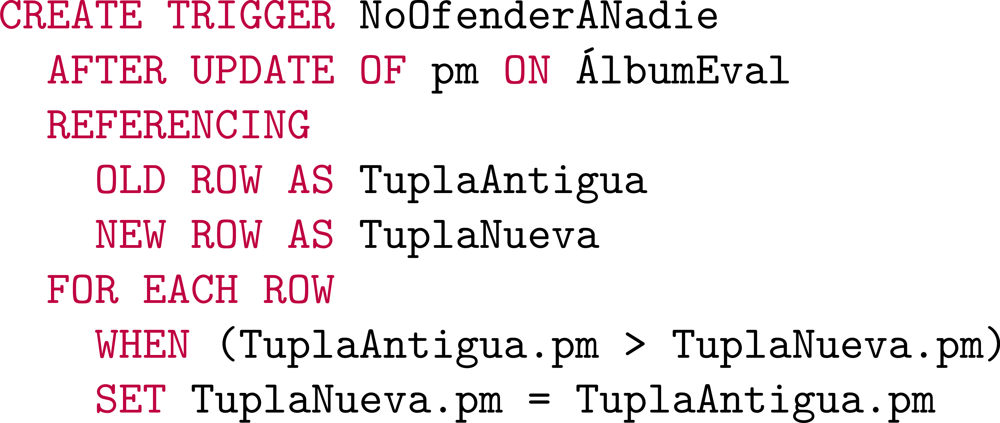 CREATE TRIGGER NoOfenderANadie
AFTER UPDATE OF pm ON ÁlbumEval
REFERENCING
OLD ROW AS TuplaAntigua
NEW ROW AS TuplaNueva
FOR EACH ROW
WHEN (TuplaAntigua.pm > TuplaNueva.pm)
SET TuplaNueva.pm = TuplaAntigua.pm